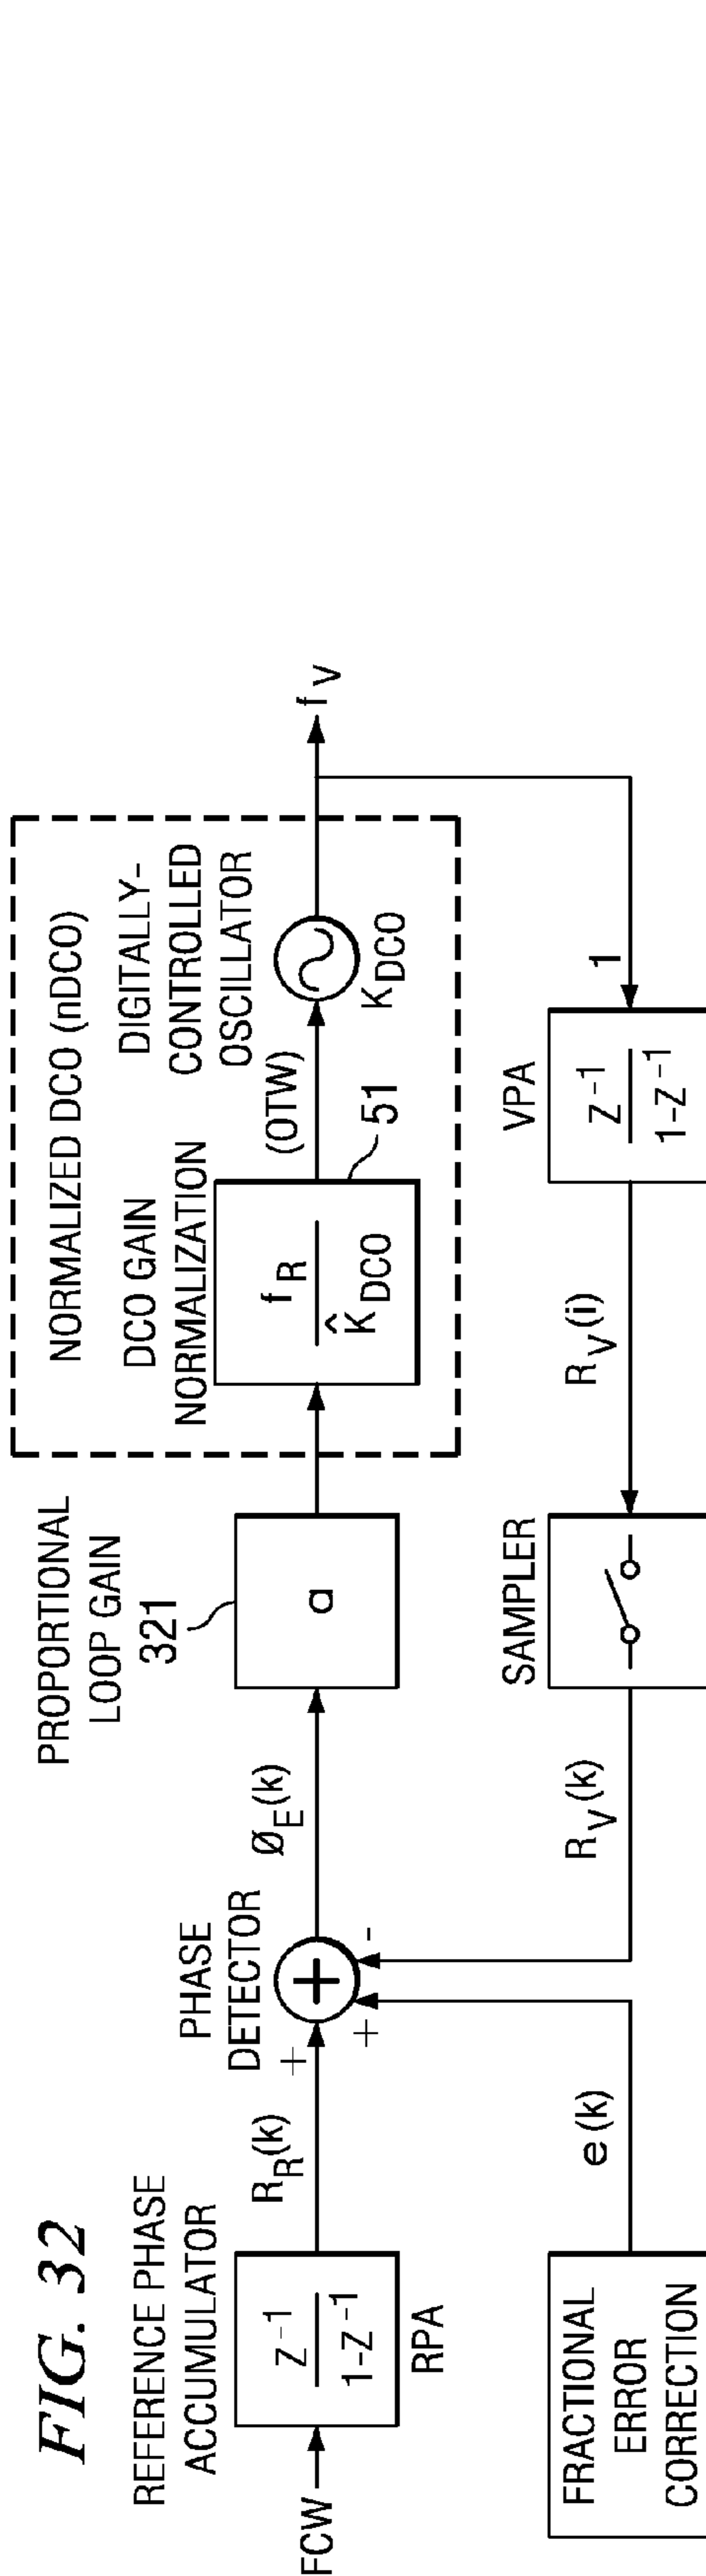 FIG. 32
REFERENCE PHASE
ACCUMULATOR
FCW
Z⁻¹
1-Z⁻¹
RPA
R_R(k)
PHASE
DETECTOR
+
+
-
+
Ø_E(k)
PROPORTIONAL
LOOP GAIN
321
α
NORMALIZED DCO (nDCO)
DCO GAIN
NORMALIZATION
f_R
K̂_DCO
51
(OTW)
DIGITALLY-
CONTROLLED
OSCILLATOR
K_DCO
f_V
FRACTIONAL
ERROR
CORRECTION
e(k)
R_V(k)
SAMPLER
R_V(i)
VPA
Z⁻¹
1-Z⁻¹
1